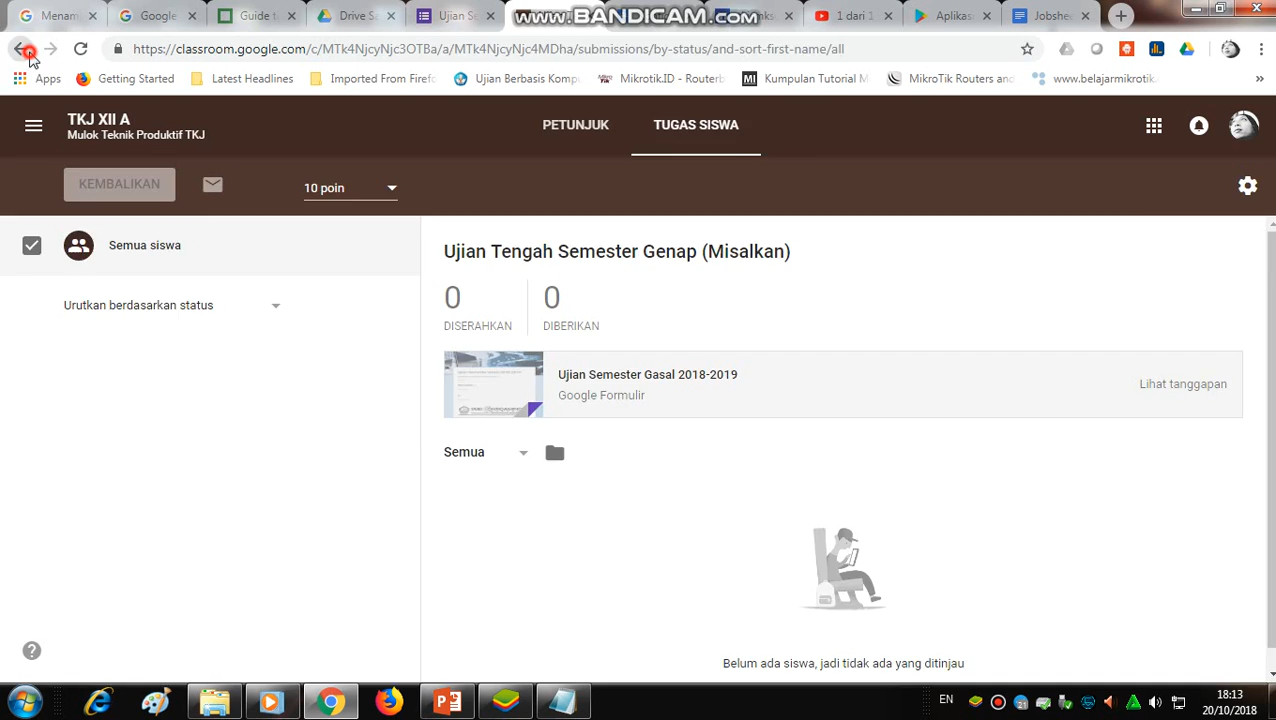 Menam
Google
Gu
Drive S
Ujian Se
www.BANDICAM.com
1 dari 1
Aplika
Jobshe
https://classroom.google.com/c/MTk4NjcyNjc3OTBa/a/MTk4NjcyNjc4MDha/submissions/by-status/and-sort-first-name/all
Apps
Getting Started
Latest Headlines
Imported From Firefo
Ujian Berbasis Kompu
Mikrotik.ID - Routerb
Kumpulan Tutorial M
MikroTik Routers and
www.belajarmikrotik.
TKJ XII A
Mulok Teknik Produktif TKJ
PETUNJUK
TUGAS SISWA
KEMBALIKAN
10 poin
Semua siswa
Urutkan berdasarkan status
Ujian Tengah Semester Genap (Misalkan)
0
DISERAHKAN
0
DIBERIKAN
Ujian Semester Gasal 2018-2019
Google Formulir
Lihat tanggapan
Semua
Belum ada siswa, jadi tidak ada yang ditinjau
EN
18:13
20/10/2018